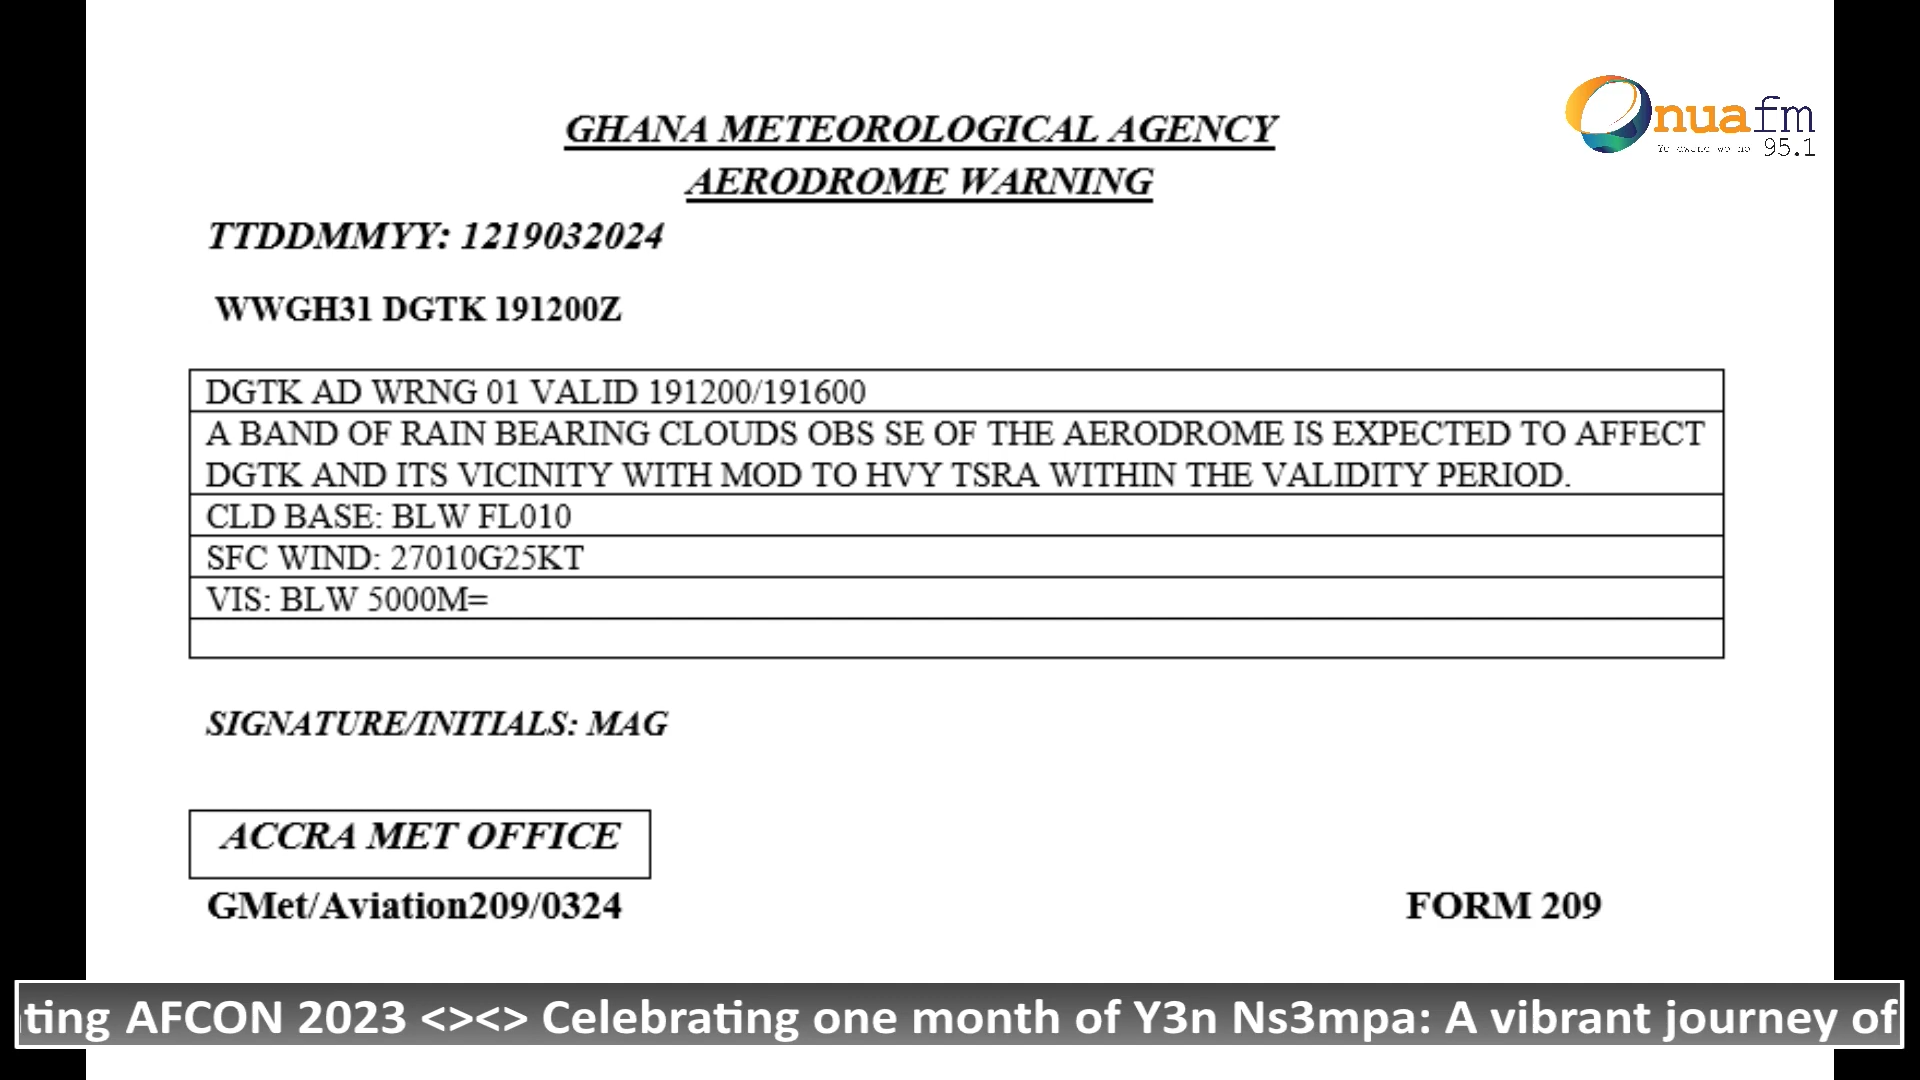 GHANA METEOROLOGICAL AGENCY
AERODROME WARNING
nuafm
95.1
TTDDMMYY: 1219032024
WWGH31 DGTK 191200Z
DGTK AD WRNG 01 VALID 191200/191600
A BAND OF RAIN BEARING CLOUDS OBS SE OF THE AERODROME IS EXPECTED TO AFFECT
DGTK AND ITS VICINITY WITH MOD TO HVY TSRA WITHIN THE VALIDITY PERIOD.
CLD BASE: BLW FL010
SFC WIND: 27010G25KT
VIS: BLW 5000M=
SIGNATURE/INITIALS: MAG
ACCRA MET OFFICE
GMet/Aviation209/0324
FORM 209
ting AFCON 2023 <><> Celebrating one month of Y3n Ns3mpa: A vibrant journey of